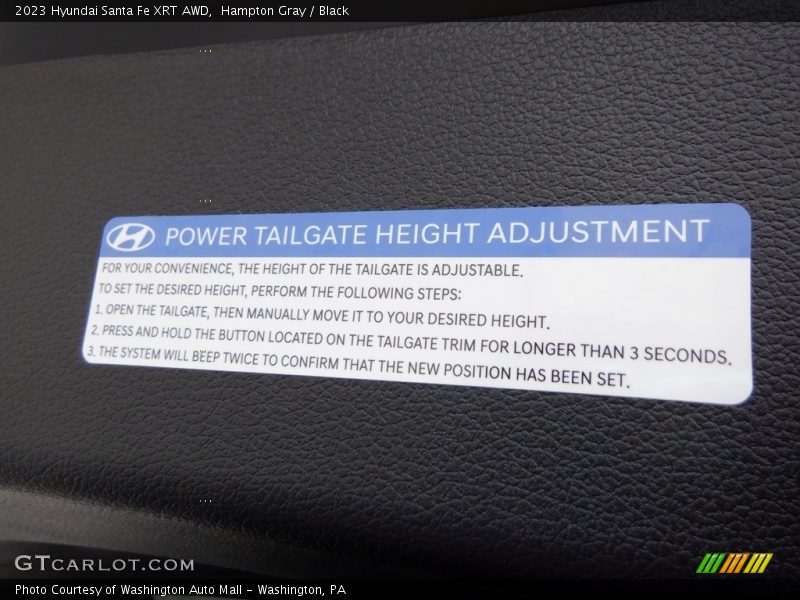 2023 Hyundai Santa Fe XRT AWD,  Hampton Gray / Black
POWER TAILGATE HEIGHT ADJUSTMENT
FOR YOUR CONVENIENCE, THE HEIGHT OF THE TAILGATE IS ADJUSTABLE.
TO SET THE DESIRED HEIGHT, PERFORM THE FOLLOWING STEPS:
1. OPEN THE TAILGATE, THEN MANUALLY MOVE IT TO YOUR DESIRED HEIGHT.
2. PRESS AND HOLD THE BUTTON LOCATED ON THE TAILGATE TRIM FOR LONGER THAN 3 SECONDS.
3. THE SYSTEM WILL BEEP TWICE TO CONFIRM THAT THE NEW POSITION HAS BEEN SET.
GTCARLOT.COM
Photo Courtesy of Washington Auto Mall - Washington, PA